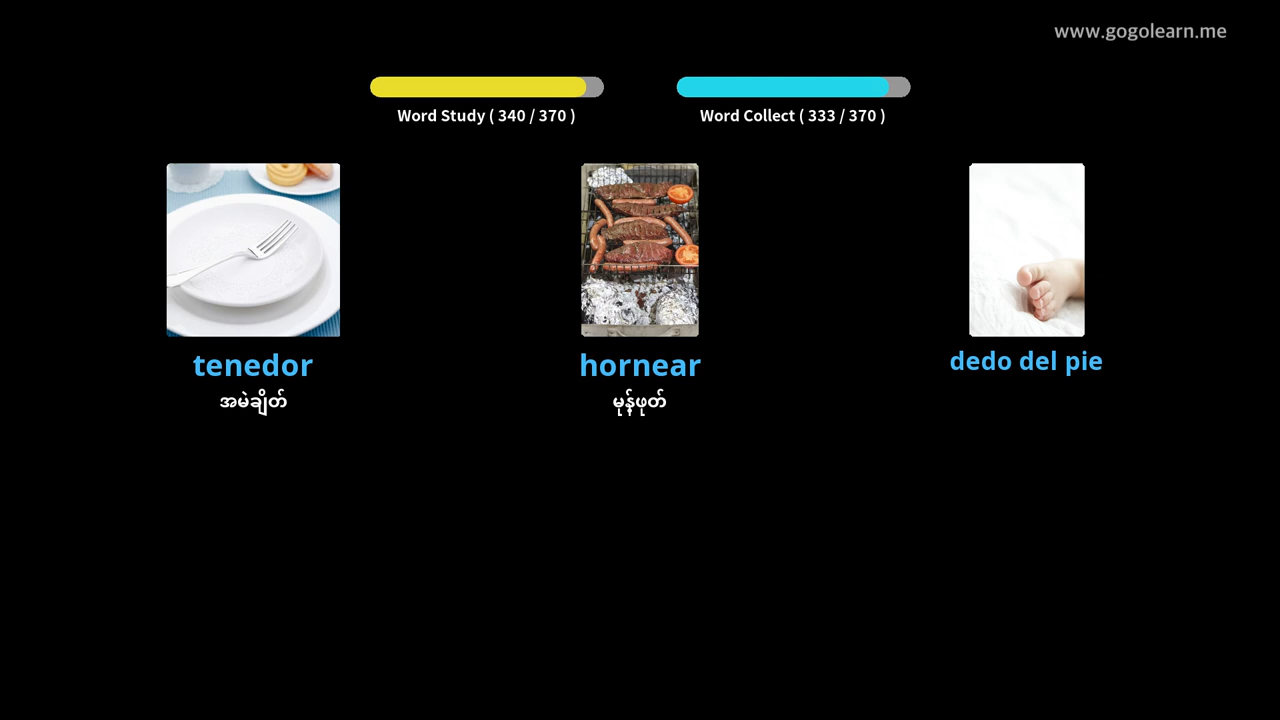 www.gogolearn.me
Word Study ( 340 / 370 )
Word Collect ( 333 / 370 )
tenedor
အမဲချိတ်
hornear
မုန့်ဖုတ်
dedo del pie